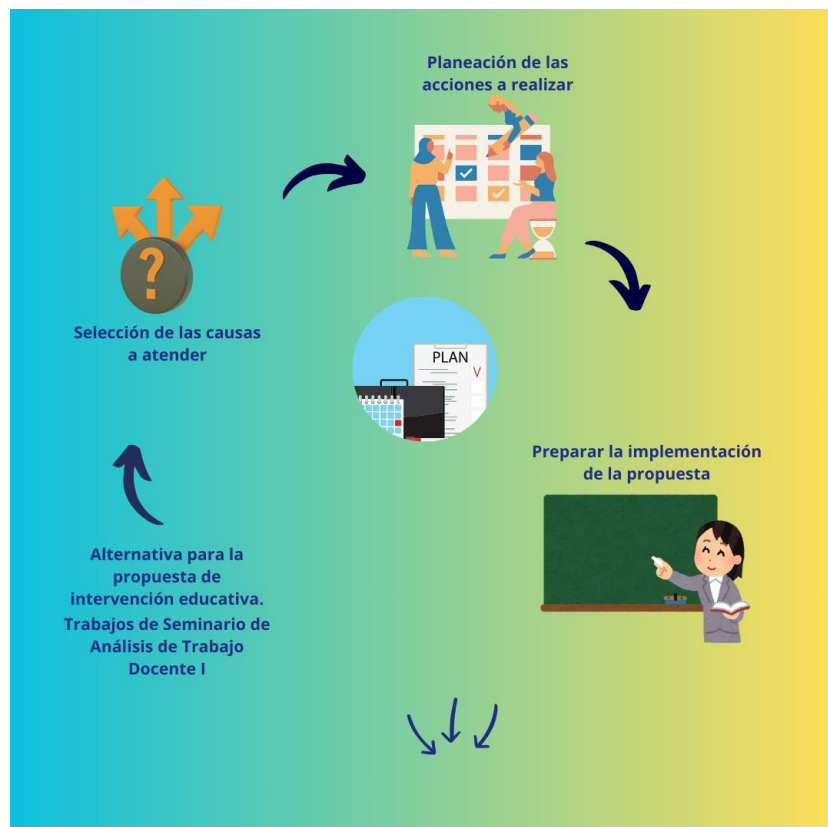 Planeación de las
acciones a realizar
?
Selección de las causas
a atender
PLAN
Preparar la implementación
de la propuesta
Alternativa para la
propuesta de
intervención educativa.
Trabajos de Seminario de
Análisis de Trabajo
Docente I